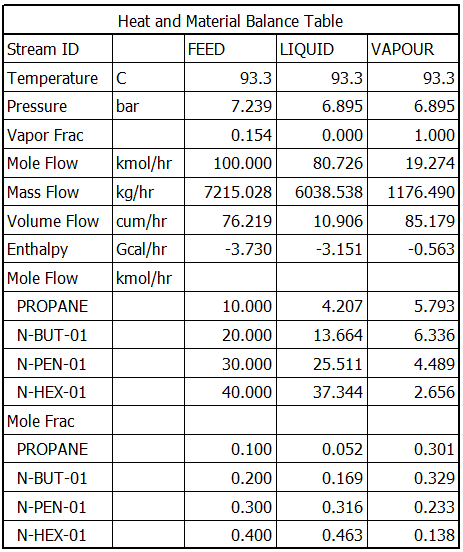 Heat and Material Balance Table
Stream ID FEED LIQUID VAPOUR
Temperature C 93.3 93.3 93.3
Pressure bar 7.239 6.895 6.895
Vapor Frac 0.154 0.000 1.000
Mole Flow kmol/hr 100.000 80.726 19.274
Mass Flow kg/hr 7215.028 6038.538 1176.490
Volume Flow cum/hr 76.219 10.906 85.179
Enthalpy Gcal/hr -3.730 -3.151 -0.563
Mole Flow kmol/hr
PROPANE 10.000 4.207 5.793
N-BUT-01 20.000 13.664 6.336
N-PEN-01 30.000 25.511 4.489
N-HEX-01 40.000 37.344 2.656
Mole Frac
PROPANE 0.100 0.052 0.301
N-BUT-01 0.200 0.169 0.329
N-PEN-01 0.300 0.316 0.233
N-HEX-01 0.400 0.463 0.138